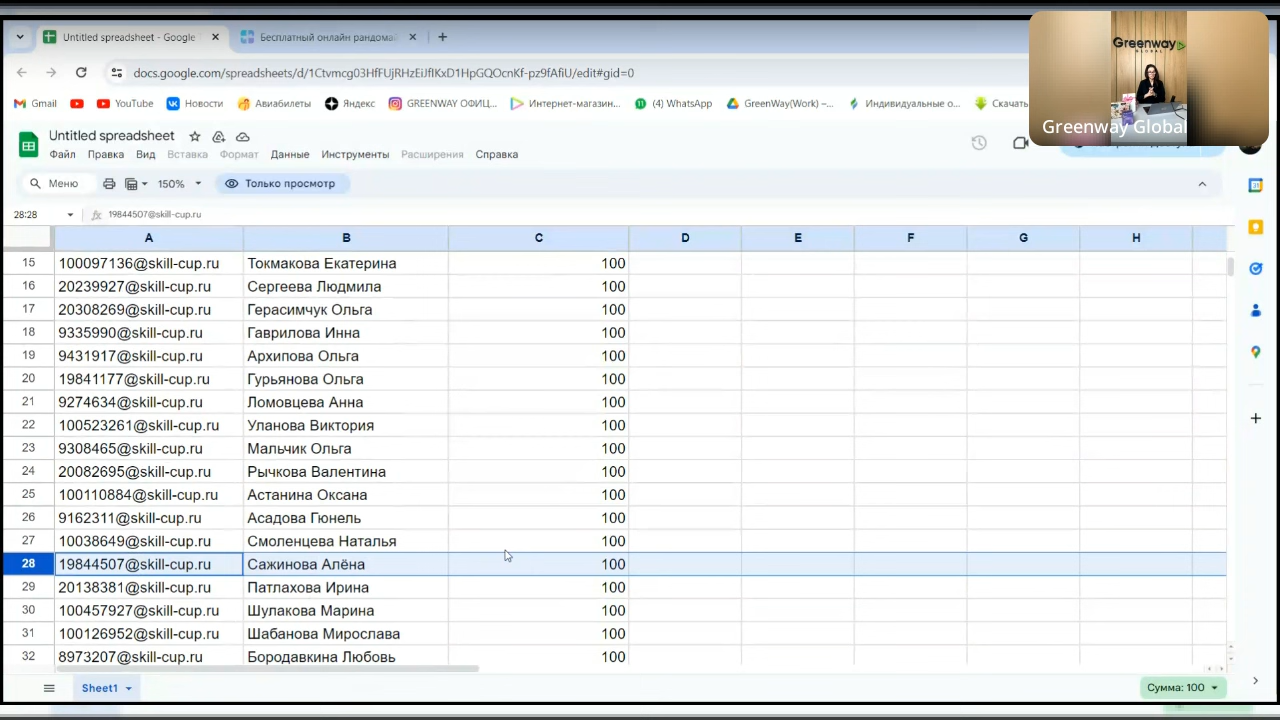 Untitled spreadsheet - Google
Бесплатный онлайн рандома
docs.google.com/spreadsheets/d/1Ctvmcg03HfFUjRHzEiJfIKxD1HpGQOcnKf-pz9fAfiU/edit#gid=0
Gmail
YouTube
Новости
Авиабилеты
Яндекс
GREENWAY ОФИЦ...
Интернет-магазин...
(4) WhatsApp
GreenWay(Work) –...
Индивидуальные о...
Скачать
Greenway
GLOBAL
Greenway Global
Untitled spreadsheet
Файл Правка Вид Вставка Формат Данные Инструменты Расширения Справка
Меню 150% Только просмотр
28:28 fx 19844507@skill-cup.ru
A B C D E F G H
15 100097136@skill-cup.ru Токмакова Екатерина 100
16 20239927@skill-cup.ru Сергеева Людмила 100
17 20308269@skill-cup.ru Герасимчук Ольга 100
18 9335990@skill-cup.ru Гаврилова Инна 100
19 9431917@skill-cup.ru Архипова Ольга 100
20 19841177@skill-cup.ru Гурьянова Ольга 100
21 9274634@skill-cup.ru Ломовцева Анна 100
22 100523261@skill-cup.ru Уланова Виктория 100
23 9308465@skill-cup.ru Мальчик Ольга 100
24 20082695@skill-cup.ru Рычкова Валентина 100
25 100110884@skill-cup.ru Астанина Оксана 100
26 9162311@skill-cup.ru Асадова Гюнель 100
27 10038649@skill-cup.ru Смоленцева Наталья 100
28 19844507@skill-cup.ru Сажинова Алёна 100
29 20138381@skill-cup.ru Патлахова Ирина 100
30 100457927@skill-cup.ru Шулакова Марина 100
31 100126952@skill-cup.ru Шабанова Мирослава 100
32 8973207@skill-cup.ru Бородавкина Любовь 100
Sheet1
Сумма: 100